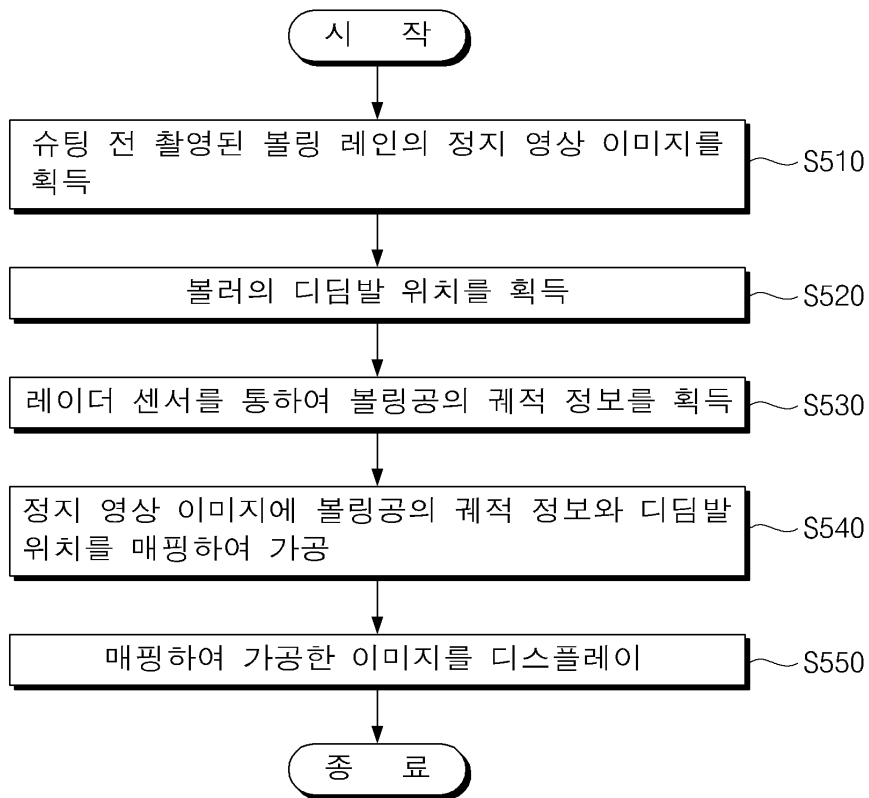 시 작
슈팅 전 촬영된 볼링 레인의 정지 영상 이미지를
획득
S510
볼러의 디딤발 위치를 획득
S520
레이더 센서를 통하여 볼링공의 궤적 정보를 획득
S530
정지 영상 이미지에 볼링공의 궤적 정보와 디딤발
위치를 매핑하여 가공
S540
매핑하여 가공한 이미지를 디스플레이
S550
종 료